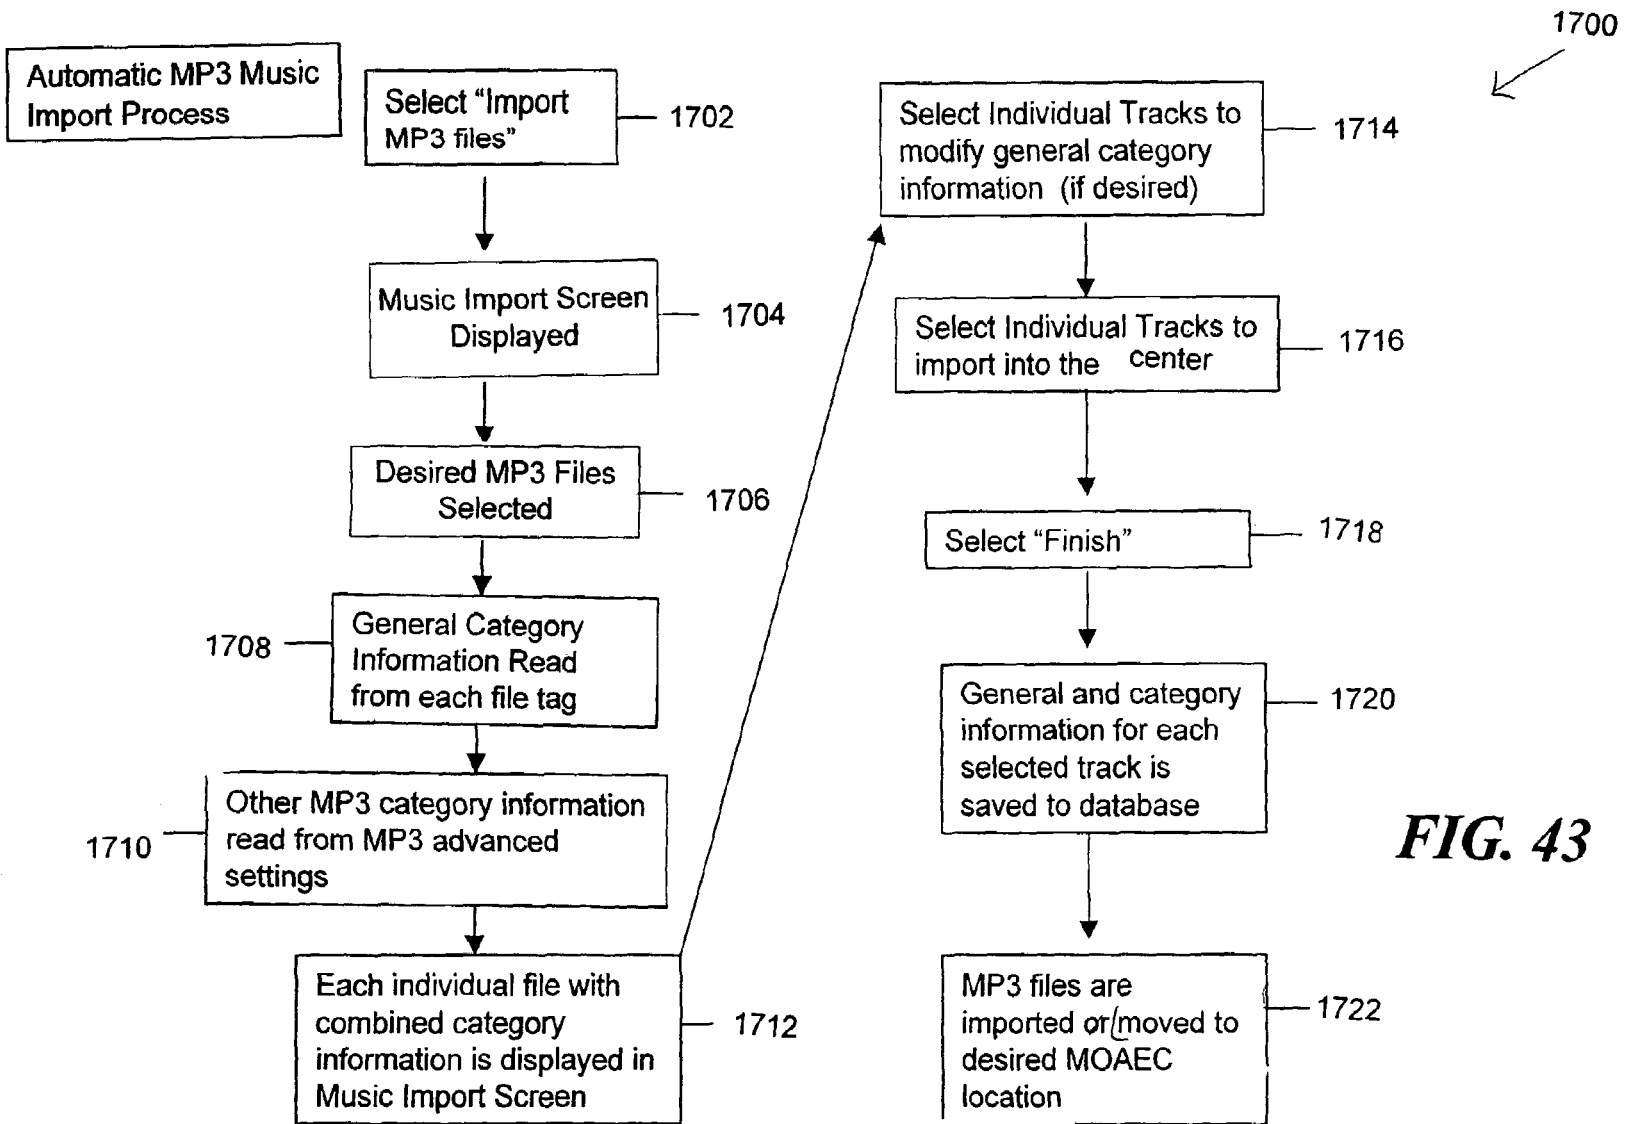 1700
Automatic MP3 Music
Import Process
Select “Import
MP3 files”
1702
Music Import Screen
Displayed
1704
Desired MP3 Files
Selected
1706
General Category
Information Read
from each file tag
1708
Other MP3 category information
read from MP3 advanced
settings
1710
Each individual file with
combined category
information is displayed in
Music Import Screen
1712
Select Individual Tracks to
modify general category
information (if desired)
1714
Select Individual Tracks to
import into the center
1716
Select “Finish”
1718
General and category
information for each
selected track is
saved to database
1720
MP3 files are
imported or moved to
desired MOAEC
location
1722
FIG. 43